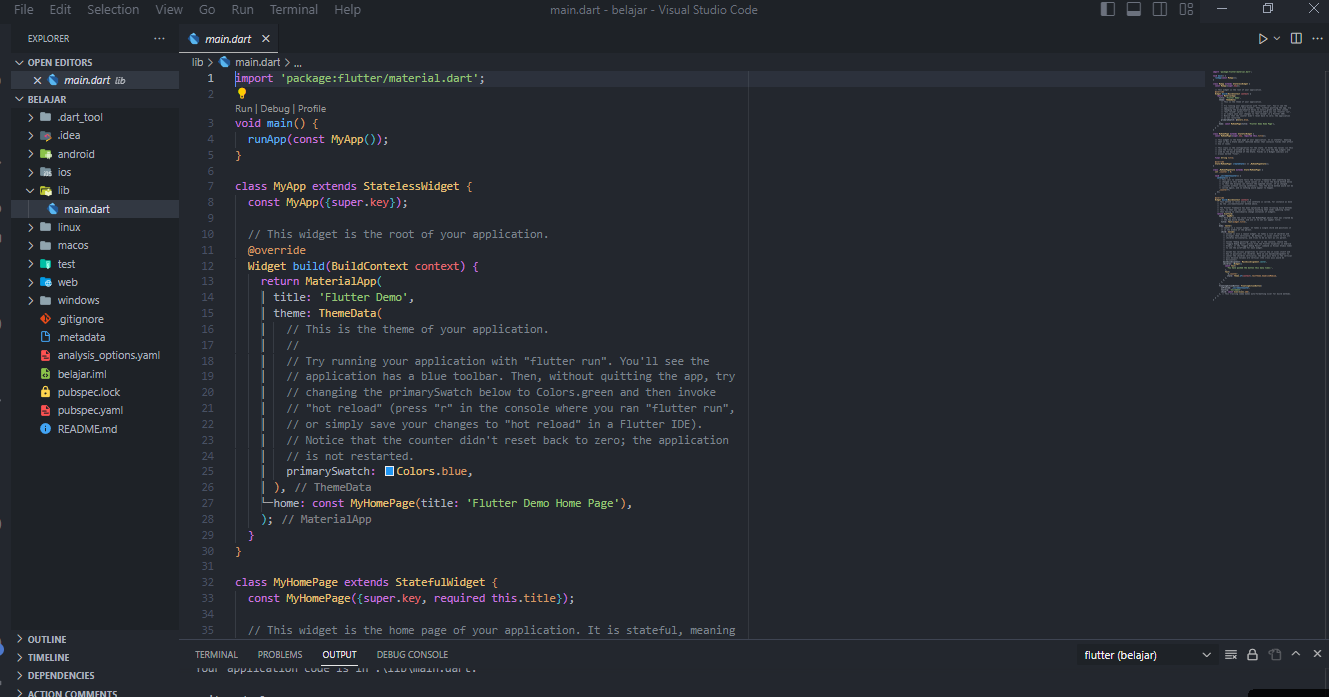 File Edit Selection View Go Run Terminal Help
main.dart - belajar - Visual Studio Code
EXPLORER
OPEN EDITORS
main.dart lib
BELAJAR
.dart_tool
.idea
android
ios
lib
main.dart
linux
macos
test
web
windows
.gitignore
.metadata
analysis_options.yaml
belajar.iml
pubspec.lock
pubspec.yaml
README.md
OUTLINE
TIMELINE
DEPENDENCIES
ACTION COMMENTS
main.dart
lib > main.dart > ...
1 import 'package:flutter/material.dart';
2
Run | Debug | Profile
3 void main() {
4 runApp(const MyApp());
5 }
6
7 class MyApp extends StatelessWidget {
8 const MyApp({super.key});
9
10 // This widget is the root of your application.
11 @override
12 Widget build(BuildContext context) {
13 return MaterialApp(
14 title: 'Flutter Demo',
15 theme: ThemeData(
16 // This is the theme of your application.
17 //
18 // Try running your application with "flutter run". You'll see the
19 // application has a blue toolbar. Then, without quitting the app, try
20 // changing the primarySwatch below to Colors.green and then invoke
21 // "hot reload" (press "r" in the console where you ran "flutter run",
22 // or simply save your changes to "hot reload" in a Flutter IDE).
23 // Notice that the counter didn't reset back to zero; the application
24 // is not restarted.
25 primarySwatch: Colors.blue,
26 ), // ThemeData
27 home: const MyHomePage(title: 'Flutter Demo Home Page'),
28 ); // MaterialApp
29 }
30 }
31
32 class MyHomePage extends StatefulWidget {
33 const MyHomePage({super.key, required this.title});
34
35 // This widget is the home page of your application. It is stateful, meaning
TERMINAL PROBLEMS OUTPUT DEBUG CONSOLE
flutter (belajar)
Your application code is in .\lib\main.dart.